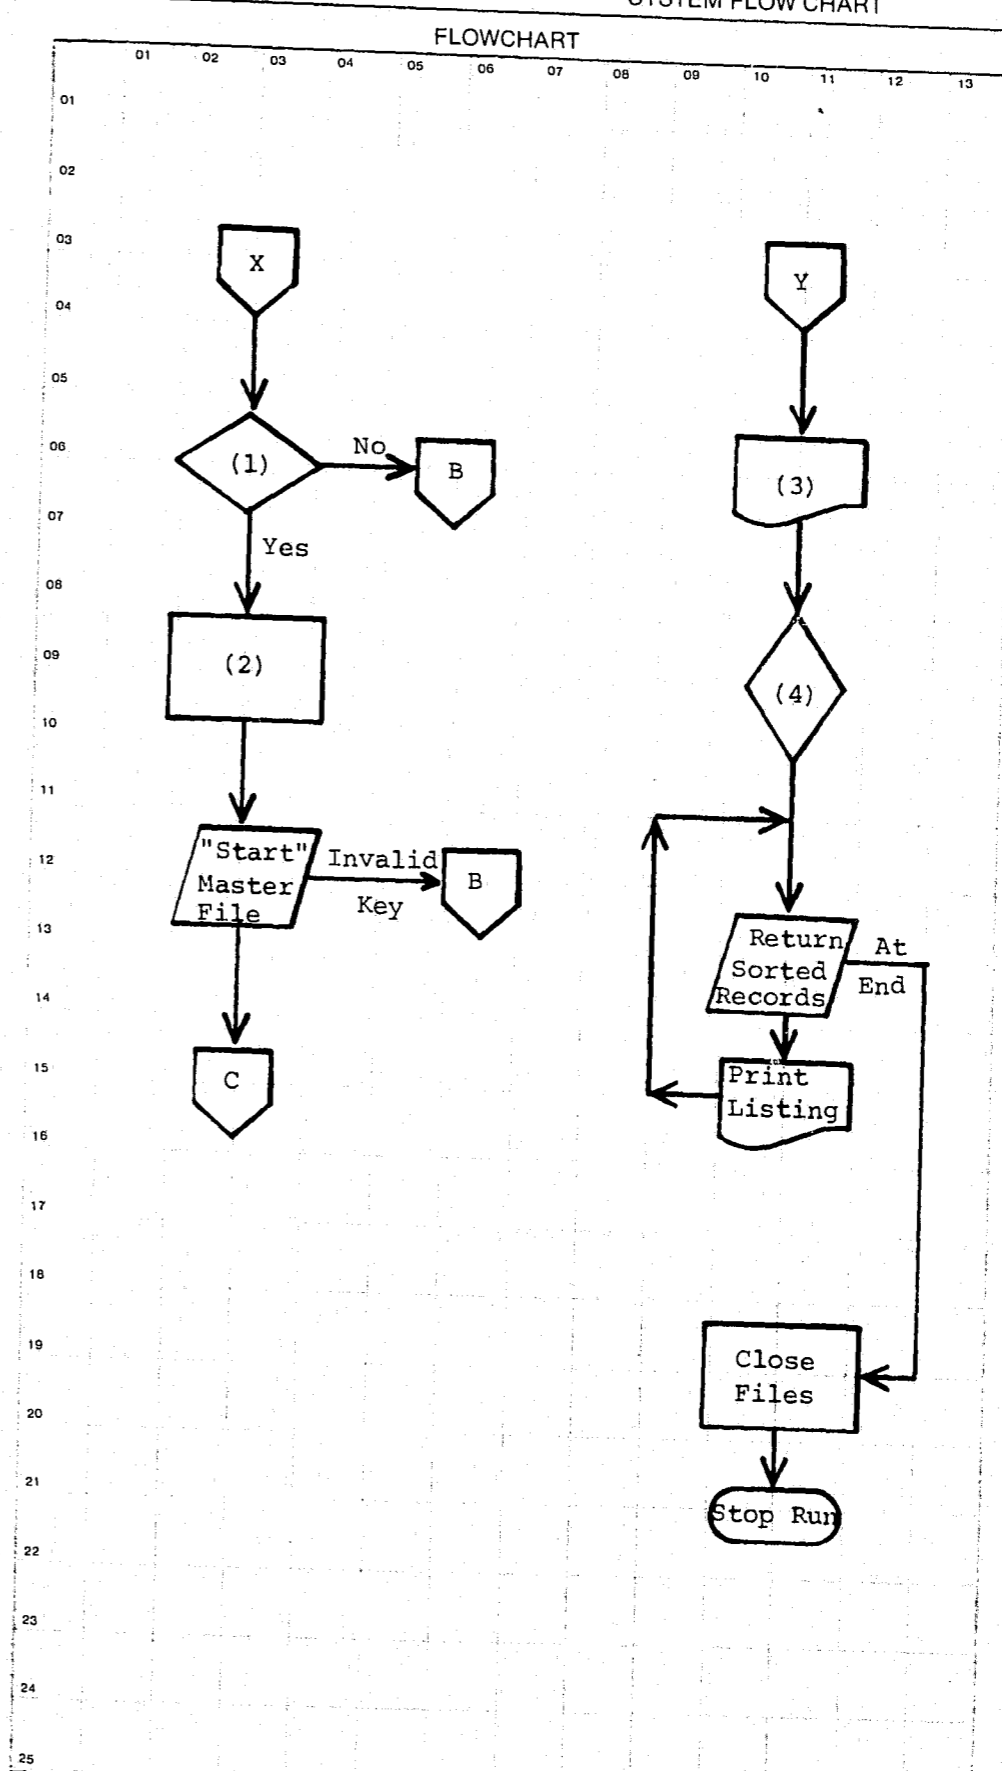 SYSTEM FLOW CHART
FLOWCHART
01 02 03 04 05 06 07 08 09 10 11 12 13
01
02
03
04
05
06
07
08
09
10
11
12
13
14
15
16
17
18
19
20
21
22
23
24
25
X
(1)
No
B
Yes
(2)
"Start"
Master
File
Invalid
Key
B
C
Y
(3)
(4)
Return
Sorted
Records
At
End
Print
Listing
Close
Files
Stop Run